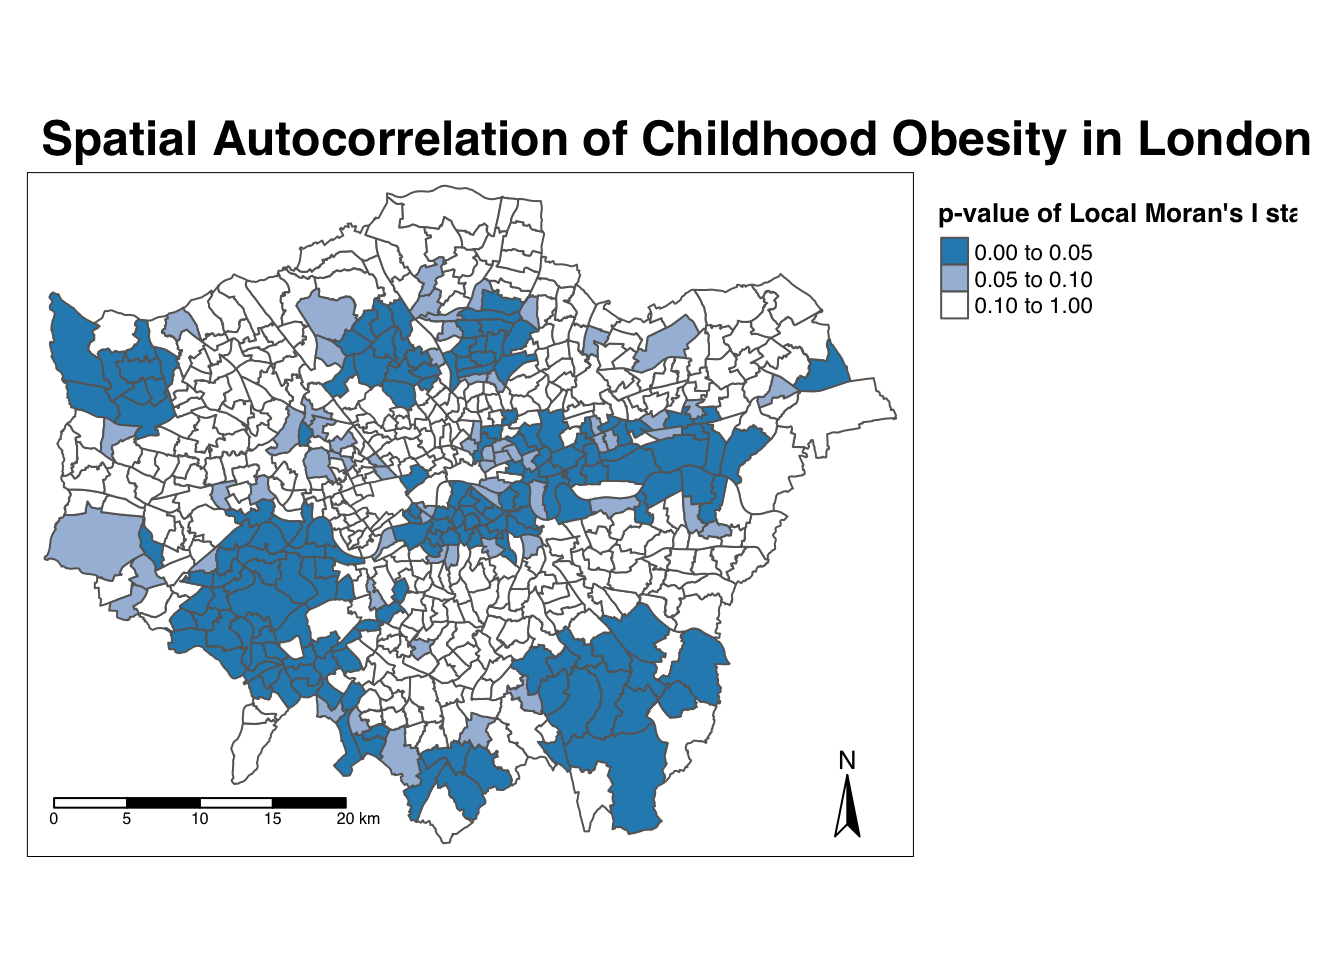 Spatial Autocorrelation of Childhood Obesity in London
p-value of Local Moran's I sta
0.00 to 0.05
0.05 to 0.10
0.10 to 1.00
N
0 5 10 15 20 km